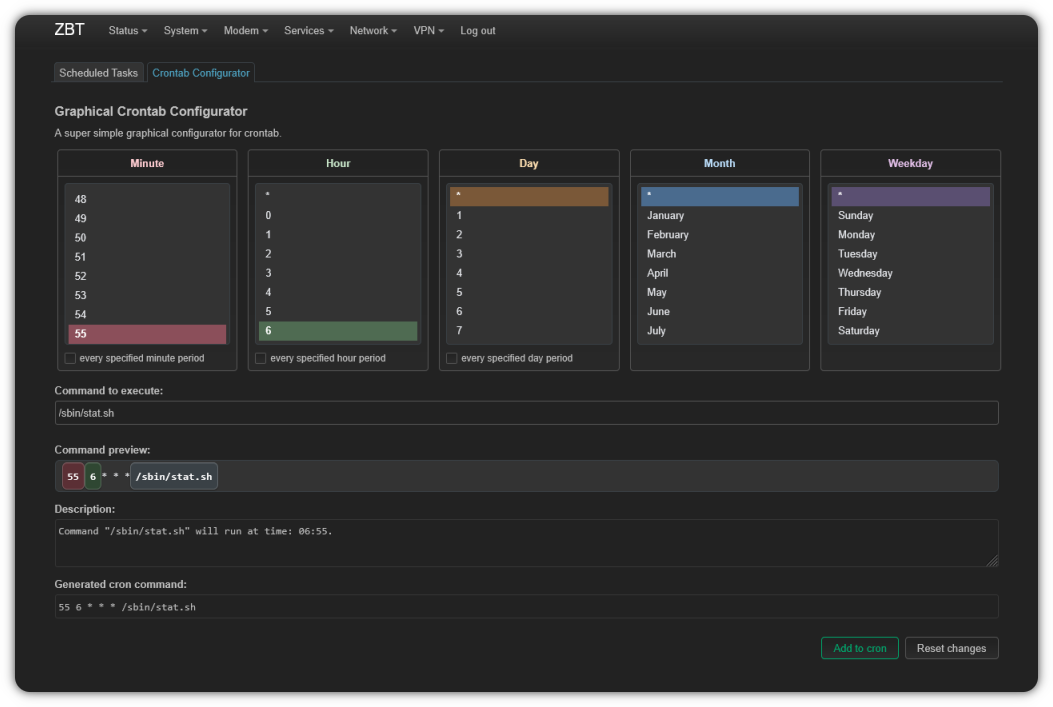 ZBT Status System Modem Services Network VPN Log out
Scheduled Tasks Crontab Configurator
Graphical Crontab Configurator
A super simple graphical configurator for crontab.
Minute Hour Day Month Weekday
48 * * * *
49 0 1 January Sunday
50 1 2 February Monday
51 2 3 March Tuesday
52 3 4 April Wednesday
53 4 5 May Thursday
54 5 6 June Friday
55 6 7 July Saturday
every specified minute period every specified hour period every specified day period
Command to execute:
/sbin/stat.sh
Command preview:
55 6 * * * /sbin/stat.sh
Description:
Command "/sbin/stat.sh" will run at time: 06:55.
Generated cron command:
55 6 * * * /sbin/stat.sh
Add to cron Reset changes